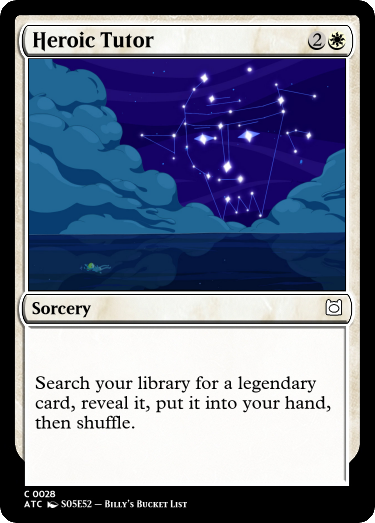 Heroic Tutor 2
Sorcery
Search your library for a legendary
card, reveal it, put it into your hand,
then shuffle.
C 0028
ATC S05E52 – Billy's Bucket List